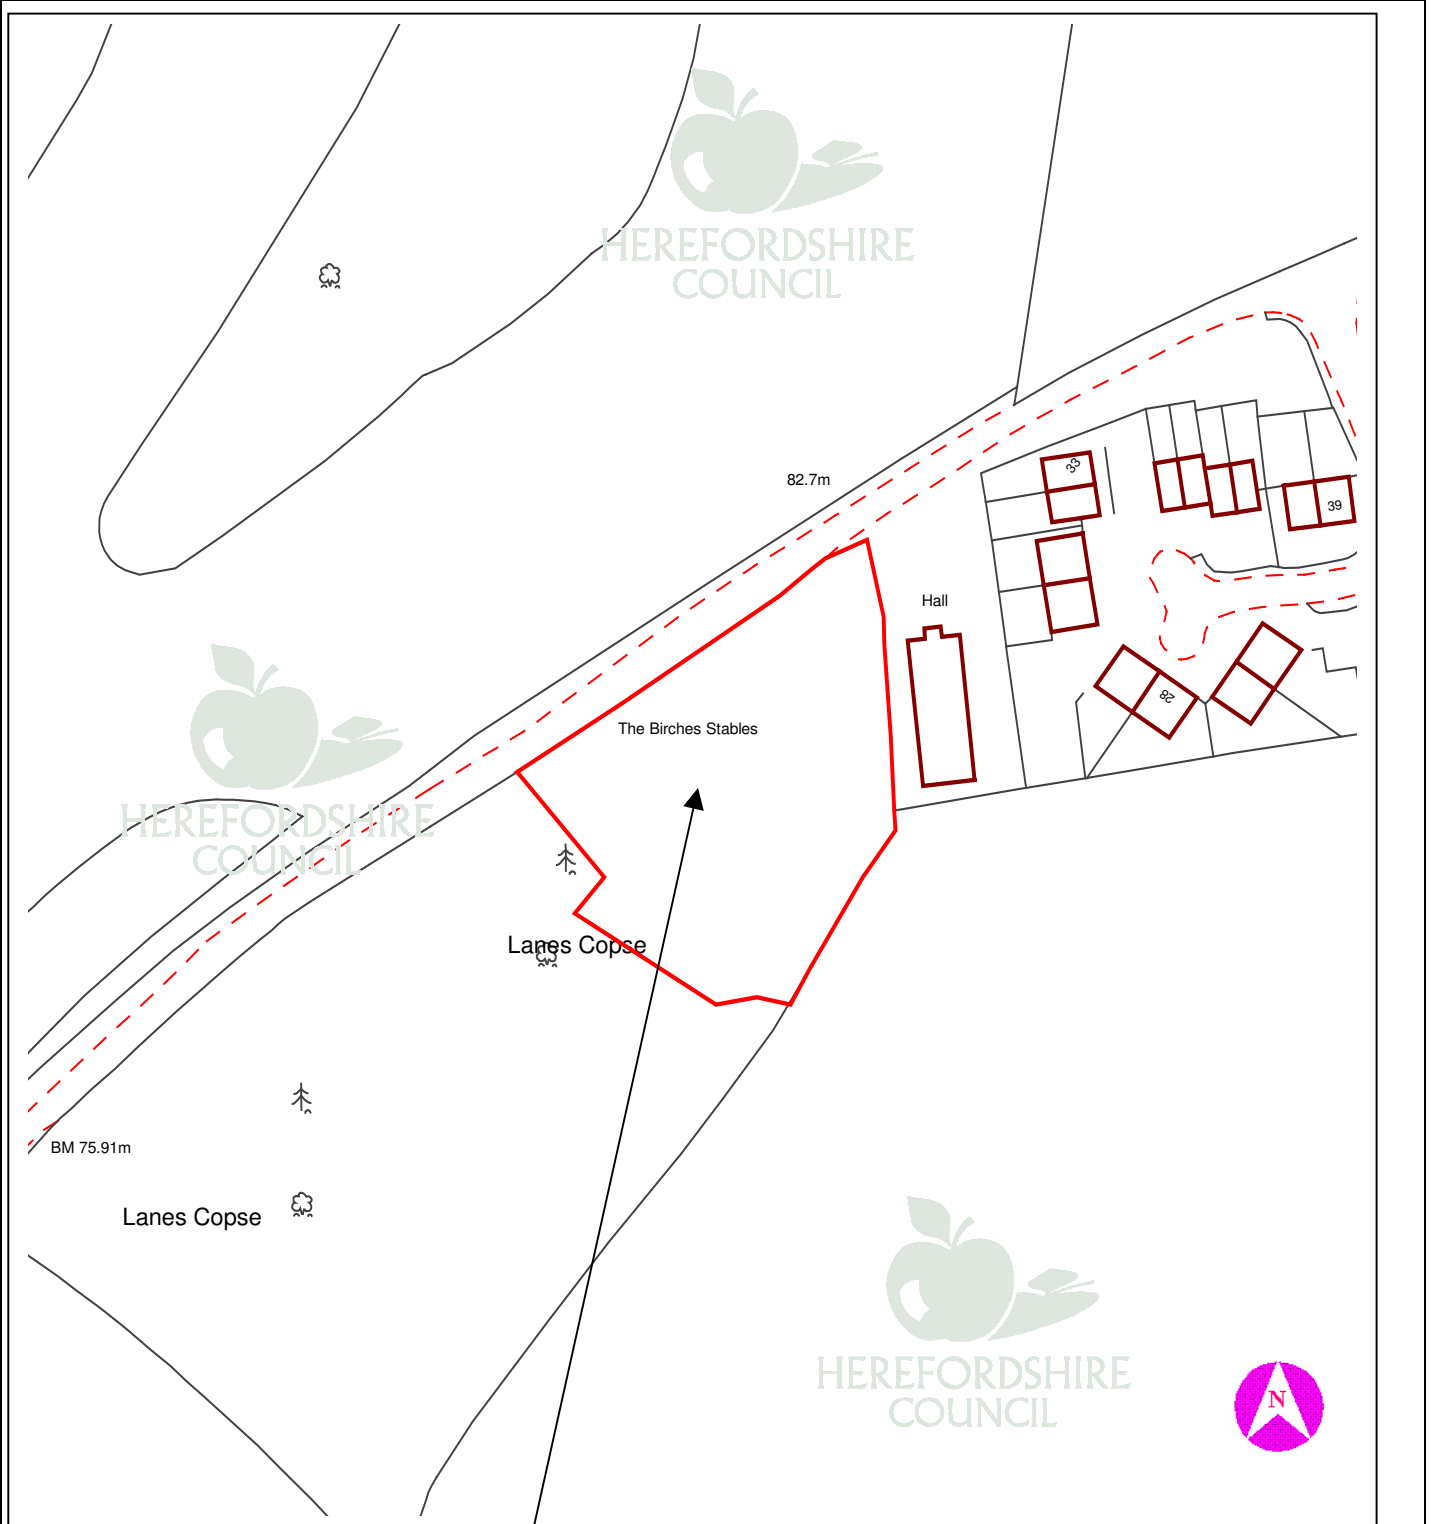 HEREFORDSHIRE
COUNCIL
33
82.7m
39
Hall
28
The Birches Stables
HEREFORDSHIRE
COUNCIL
Lanes Copse
BM 75.91m
Lanes Copse
HEREFORDSHIRE
COUNCIL
N